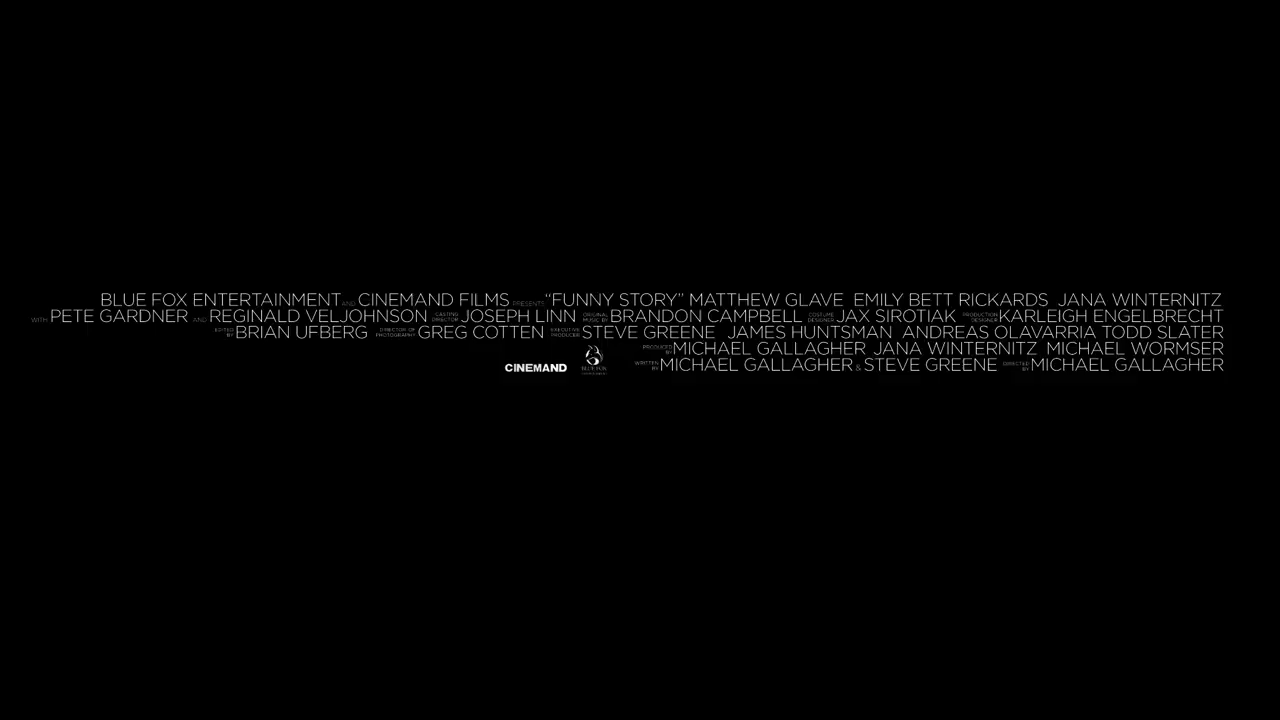 BLUE FOX ENTERTAINMENT AND CINEMAND FILMS PRESENTS "FUNNY STORY" MATTHEW GLAVE EMILY BETT RICKARDS JANA WINTERNITZ
WITH PETE GARDNER AND REGINALD VELJOHNSON CASTING DIRECTOR JOSEPH LINN ORIGINAL MUSIC BY BRANDON CAMPBELL COSTUME DESIGNER JAX SIROTIAK PRODUCTION DESIGNER KARLEIGH ENGELBRECHT
EDITED BY BRIAN UFBERG DIRECTOR OF PHOTOGRAPHY GREG COTTEN EXECUTIVE PRODUCER STEVE GREENE JAMES HUNTSMAN ANDREAS OLAVARRIA TODD SLATER
PRODUCED BY MICHAEL GALLAGHER JANA WINTERNITZ MICHAEL WORMSER
CINEMAND BLUE FOX ENTERTAINMENT WRITTEN BY MICHAEL GALLAGHER & STEVE GREENE DIRECTED BY MICHAEL GALLAGHER